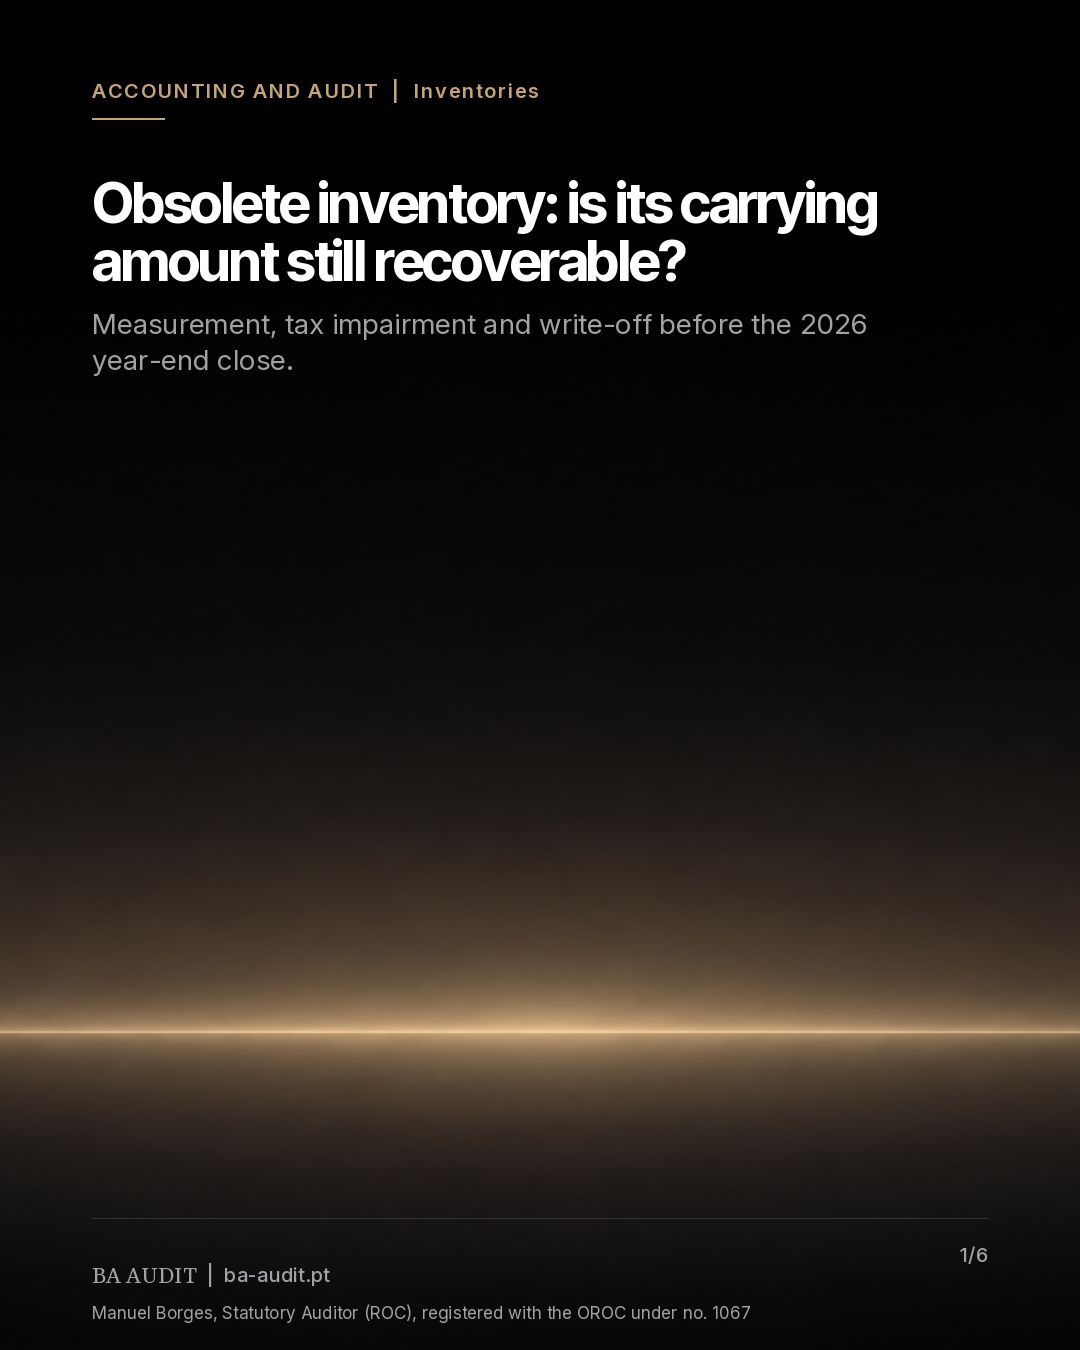 ACCOUNTING AND AUDIT | Inventories
Obsolete inventory: is its carrying
amount still recoverable?
Measurement, tax impairment and write-off before the 2026
year-end close.
1/6
BA AUDIT | ba-audit.pt
Manuel Borges, Statutory Auditor (ROC), registered with the OROC under no. 1067